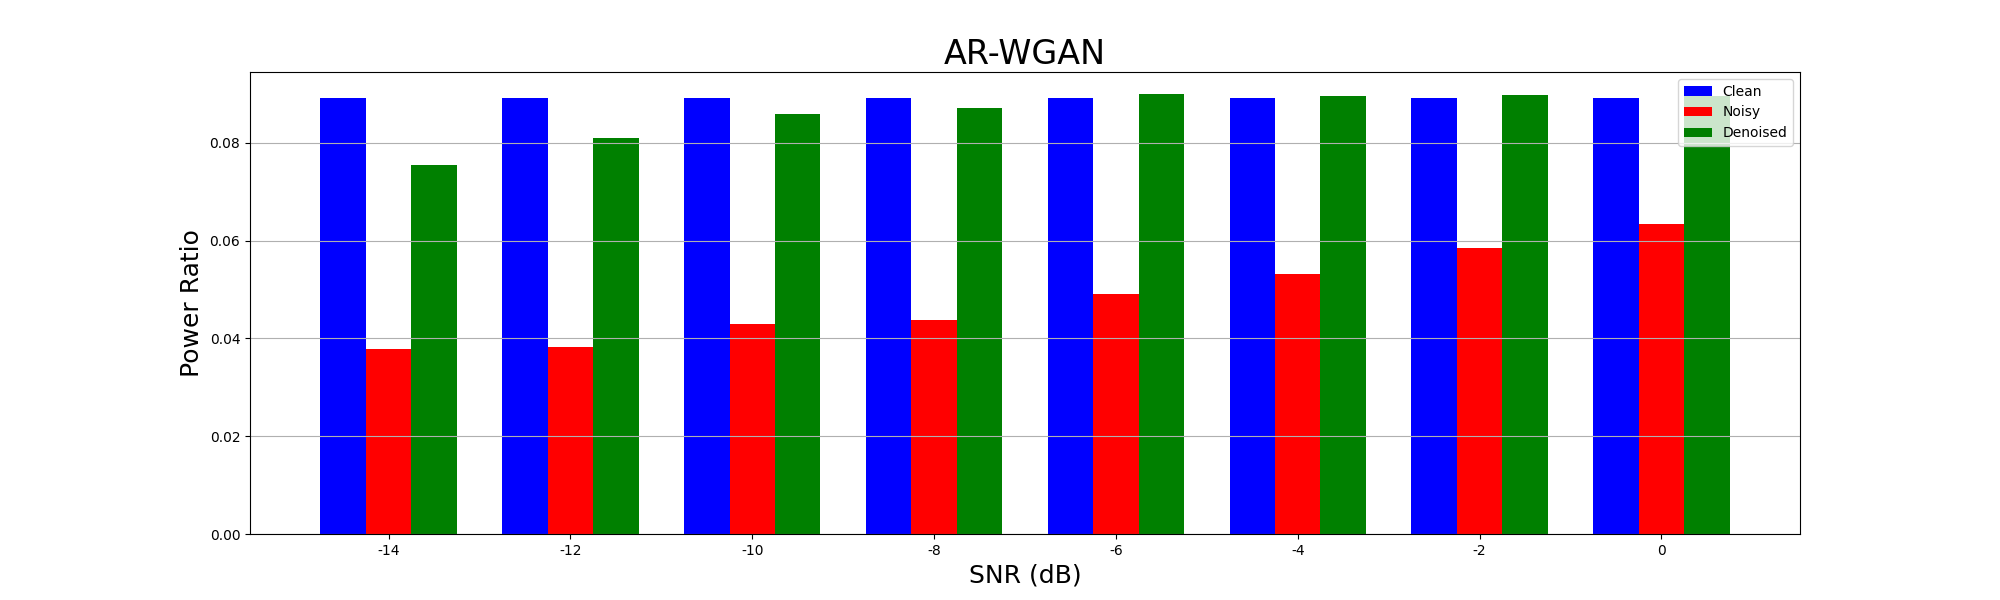 AR-WGAN
Clean
Noisy
Denoised
Power Ratio
0.08
0.06
0.04
0.02
0.00
-14 -12 -10 -8 -6 -4 -2 0
SNR (dB)